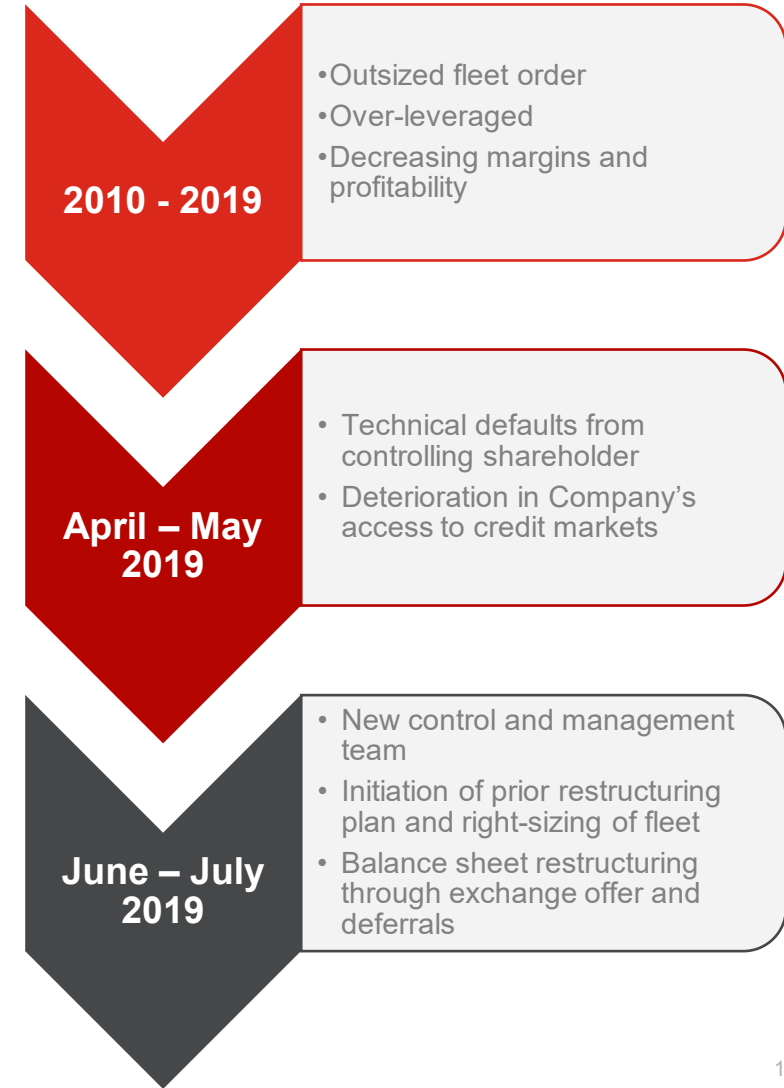 2010 - 2019
•Outsized fleet order
•Over-leveraged
•Decreasing margins and
profitability
April – May
2019
• Technical defaults from
controlling shareholder
• Deterioration in Company’s
access to credit markets
June – July
2019
• New control and management
team
• Initiation of prior restructuring
plan and right-sizing of fleet
• Balance sheet restructuring
through exchange offer and
deferrals
1